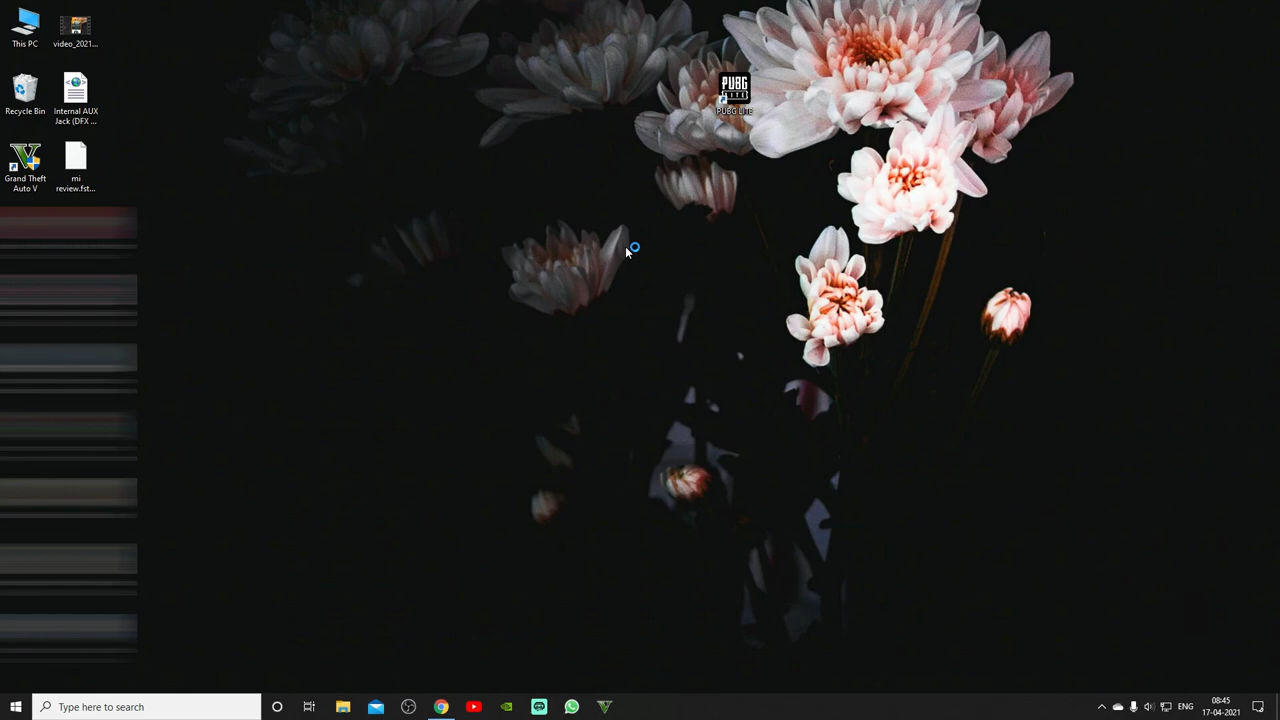 This PC
video_2021...
Recycle Bin
Internal AUX
Jack (DFX ...
Grand Theft
Auto V
mi
review.fst...
PUBG
LITE
PUBG LITE
Type here to search
ENG
08:45
17-04-2021